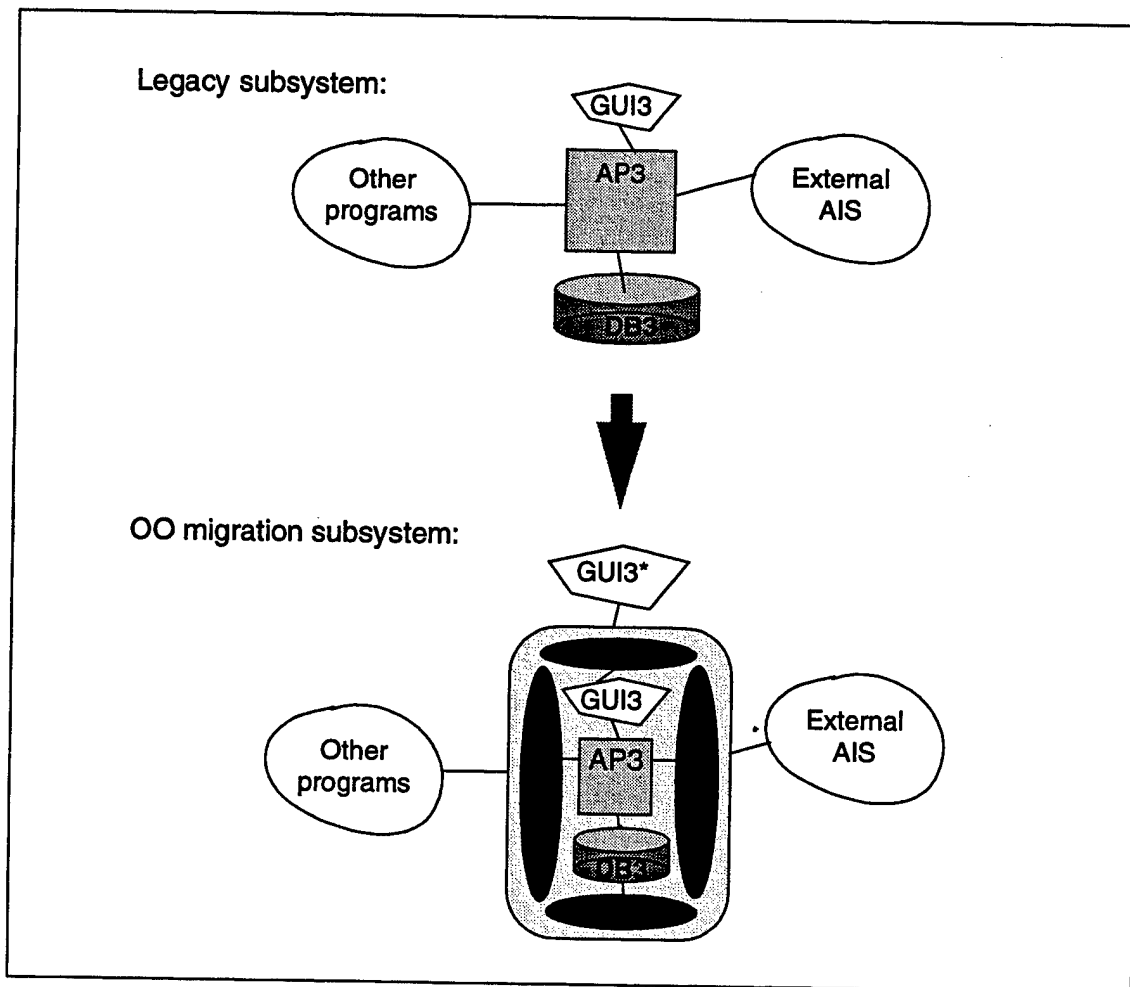 Legacy subsystem:
GUI3
Other
programs
AP3
External
AIS
DB3
OO migration subsystem:
GUI3*
GUI3
Other
programs
AP3
External
AIS
DB3